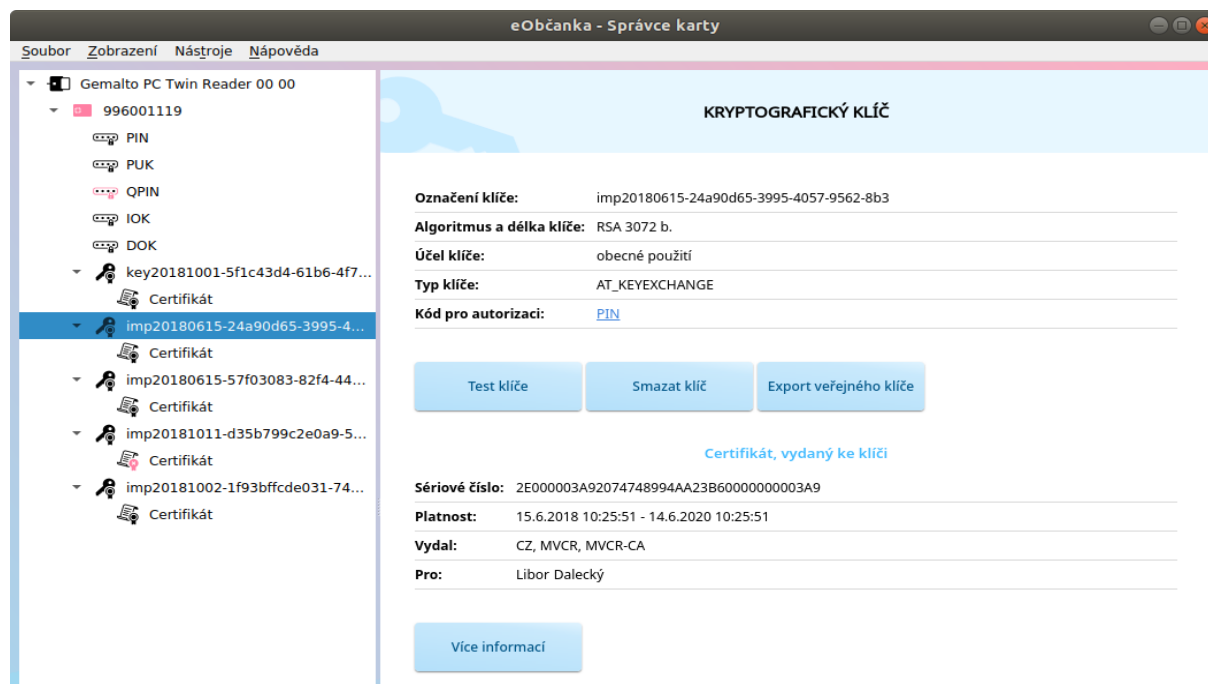 eObčanka - Správce karty
Soubor Zobrazení Nástroje Nápověda
Gemalto PC Twin Reader 00 00
996001119
PIN
PUK
QPIN
IOK
DOK
key20181001-5f1c43d4-61b6-4f7...
Certifikát
imp20180615-24a90d65-3995-4...
Certifikát
imp20180615-57f03083-82f4-44...
Certifikát
imp20181011-d35b799c2e0a9-5...
Certifikát
imp20181002-1f93bffcde031-74...
Certifikát
KRYPTOGRAFICKÝ KLÍČ
Označení klíče: imp20180615-24a90d65-3995-4057-9562-8b3
Algoritmus a délka klíče: RSA 3072 b.
Účel klíče: obecné použití
Typ klíče: AT_KEYEXCHANGE
Kód pro autorizaci: PIN
Test klíče Smazat klíč Export veřejného klíče
Certifikát, vydaný ke klíči
Sériové číslo: 2E000003A92074748994AA23B60000000003A9
Platnost: 15.6.2018 10:25:51 - 14.6.2020 10:25:51
Vydal: CZ, MVCR, MVCR-CA
Pro: Libor Dalecký
Více informací